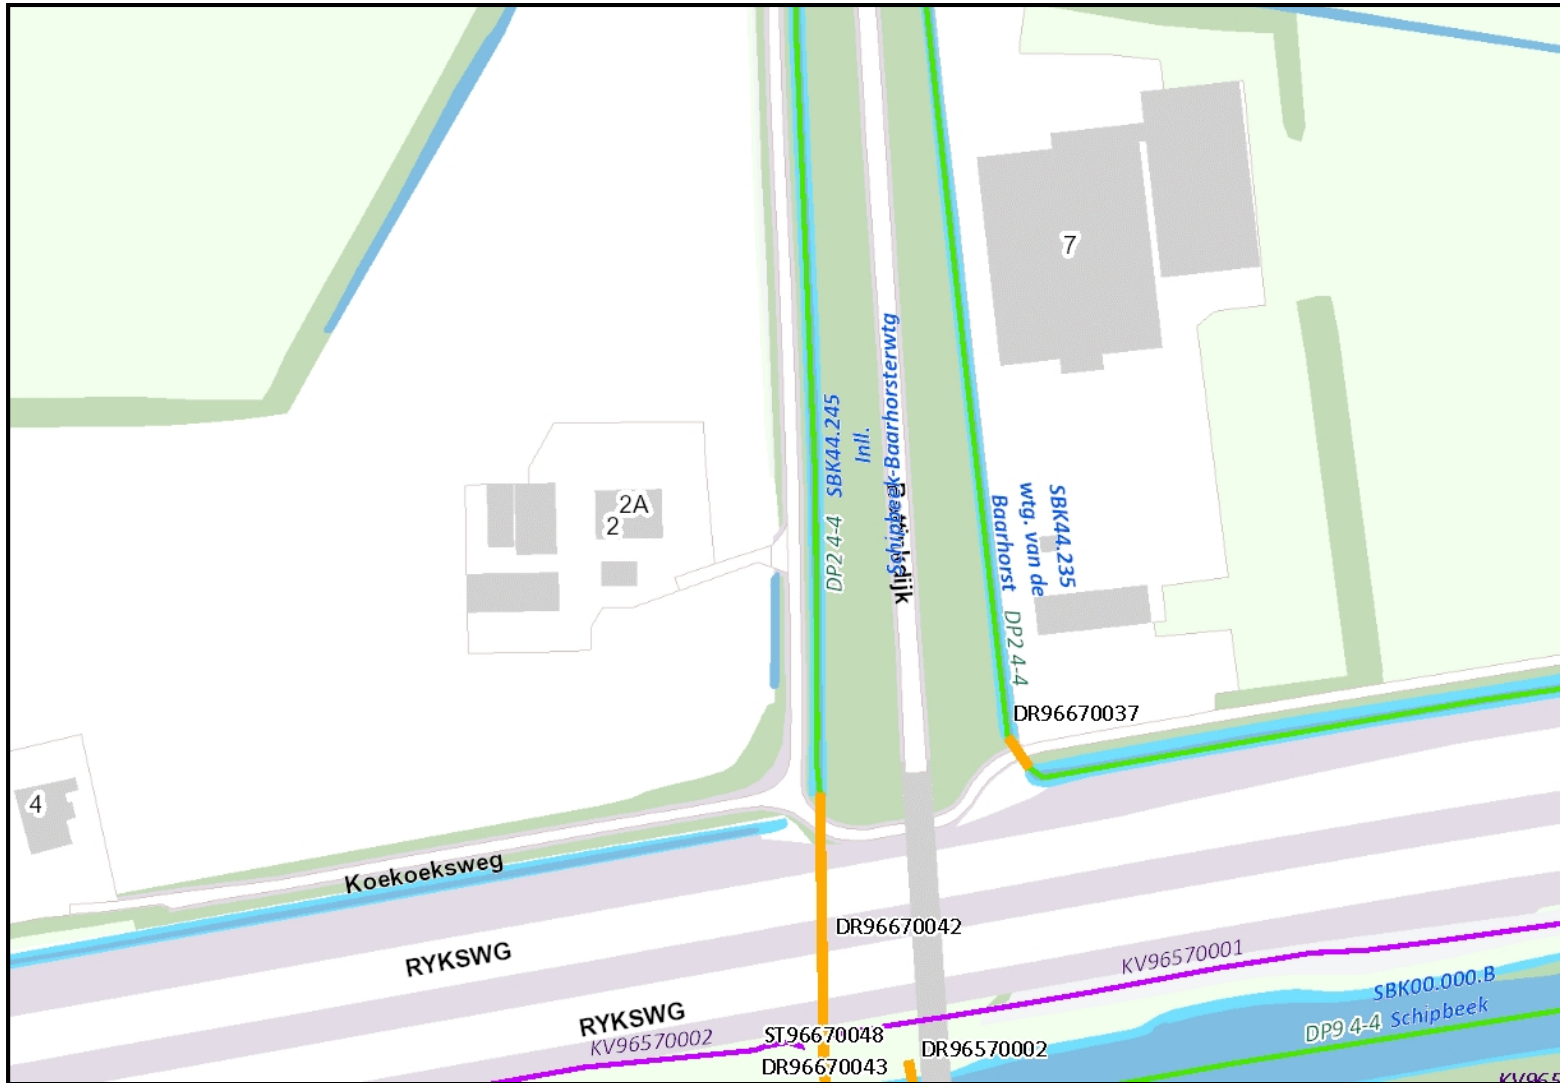 7
SBK44.245
Inll.
Schipbeek-Baarhorsterwtg
DP2 4-4
2A
2
SBK44.235
wtg. van de
Baarhorst
DP2 4-4
DR96670037
4
Koekoeksweg
DR96670042
RYKSWG
KV96570001
SBK00.000.B
Schipbeek
DP9 4-4
RYKSWG
KV96570002
ST96670048
DR96570002
DR96670043